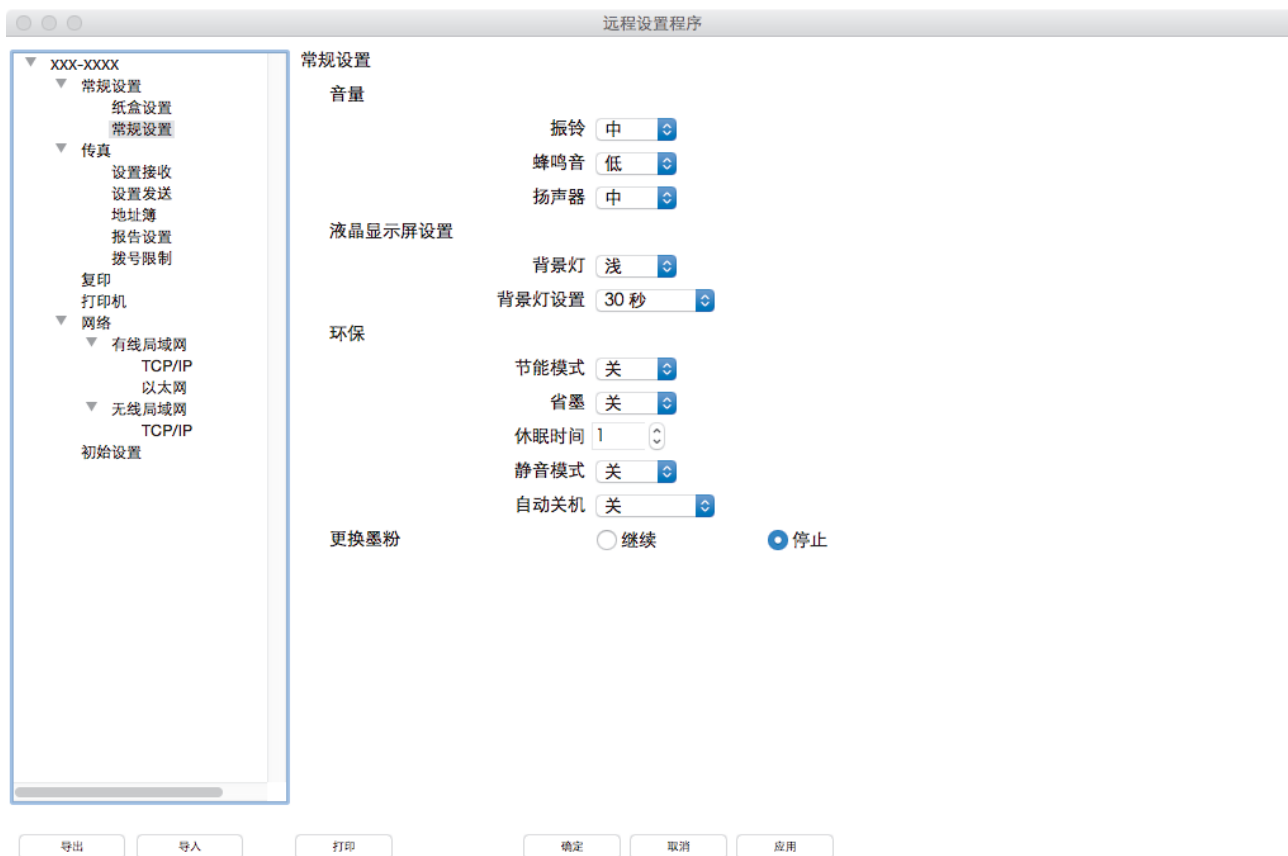 远程设置程序
XXX-XXXX
常规设置
纸盒设置
常规设置
传真
设置接收
设置发送
地址簿
报告设置
拨号限制
复印
打印机
网络
有线局域网
TCP/IP
以太网
无线局域网
TCP/IP
初始设置
常规设置
音量
振铃 中
蜂鸣音 低
扬声器 中
液晶显示屏设置
背景灯 浅
背景灯设置 30 秒
环保
节能模式 关
省墨 关
休眠时间 1
静音模式 关
自动关机 关
更换墨粉 继续 停止
导出 导入 打印 确定 取消 应用